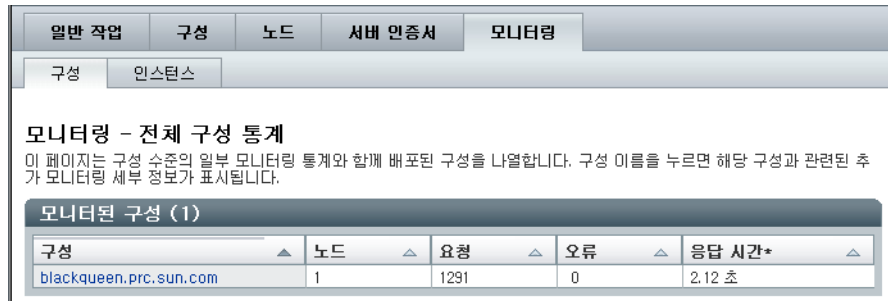 일반 작업 구성 노드 서버 인증서 모니터링
구성 인스턴스
모니터링 - 전체 구성 통계
이 페이지는 구성 수준의 일부 모니터링 통계와 함께 배포된 구성을 나열합니다. 구성 이름을 누르면 해당 구성과 관련된 추
가 모니터링 세부 정보가 표시됩니다.
모니터된 구성 (1)
구성 노드 요청 오류 응답 시간*
blackqueen.prc.sun.com 1 1291 0 2.12 초